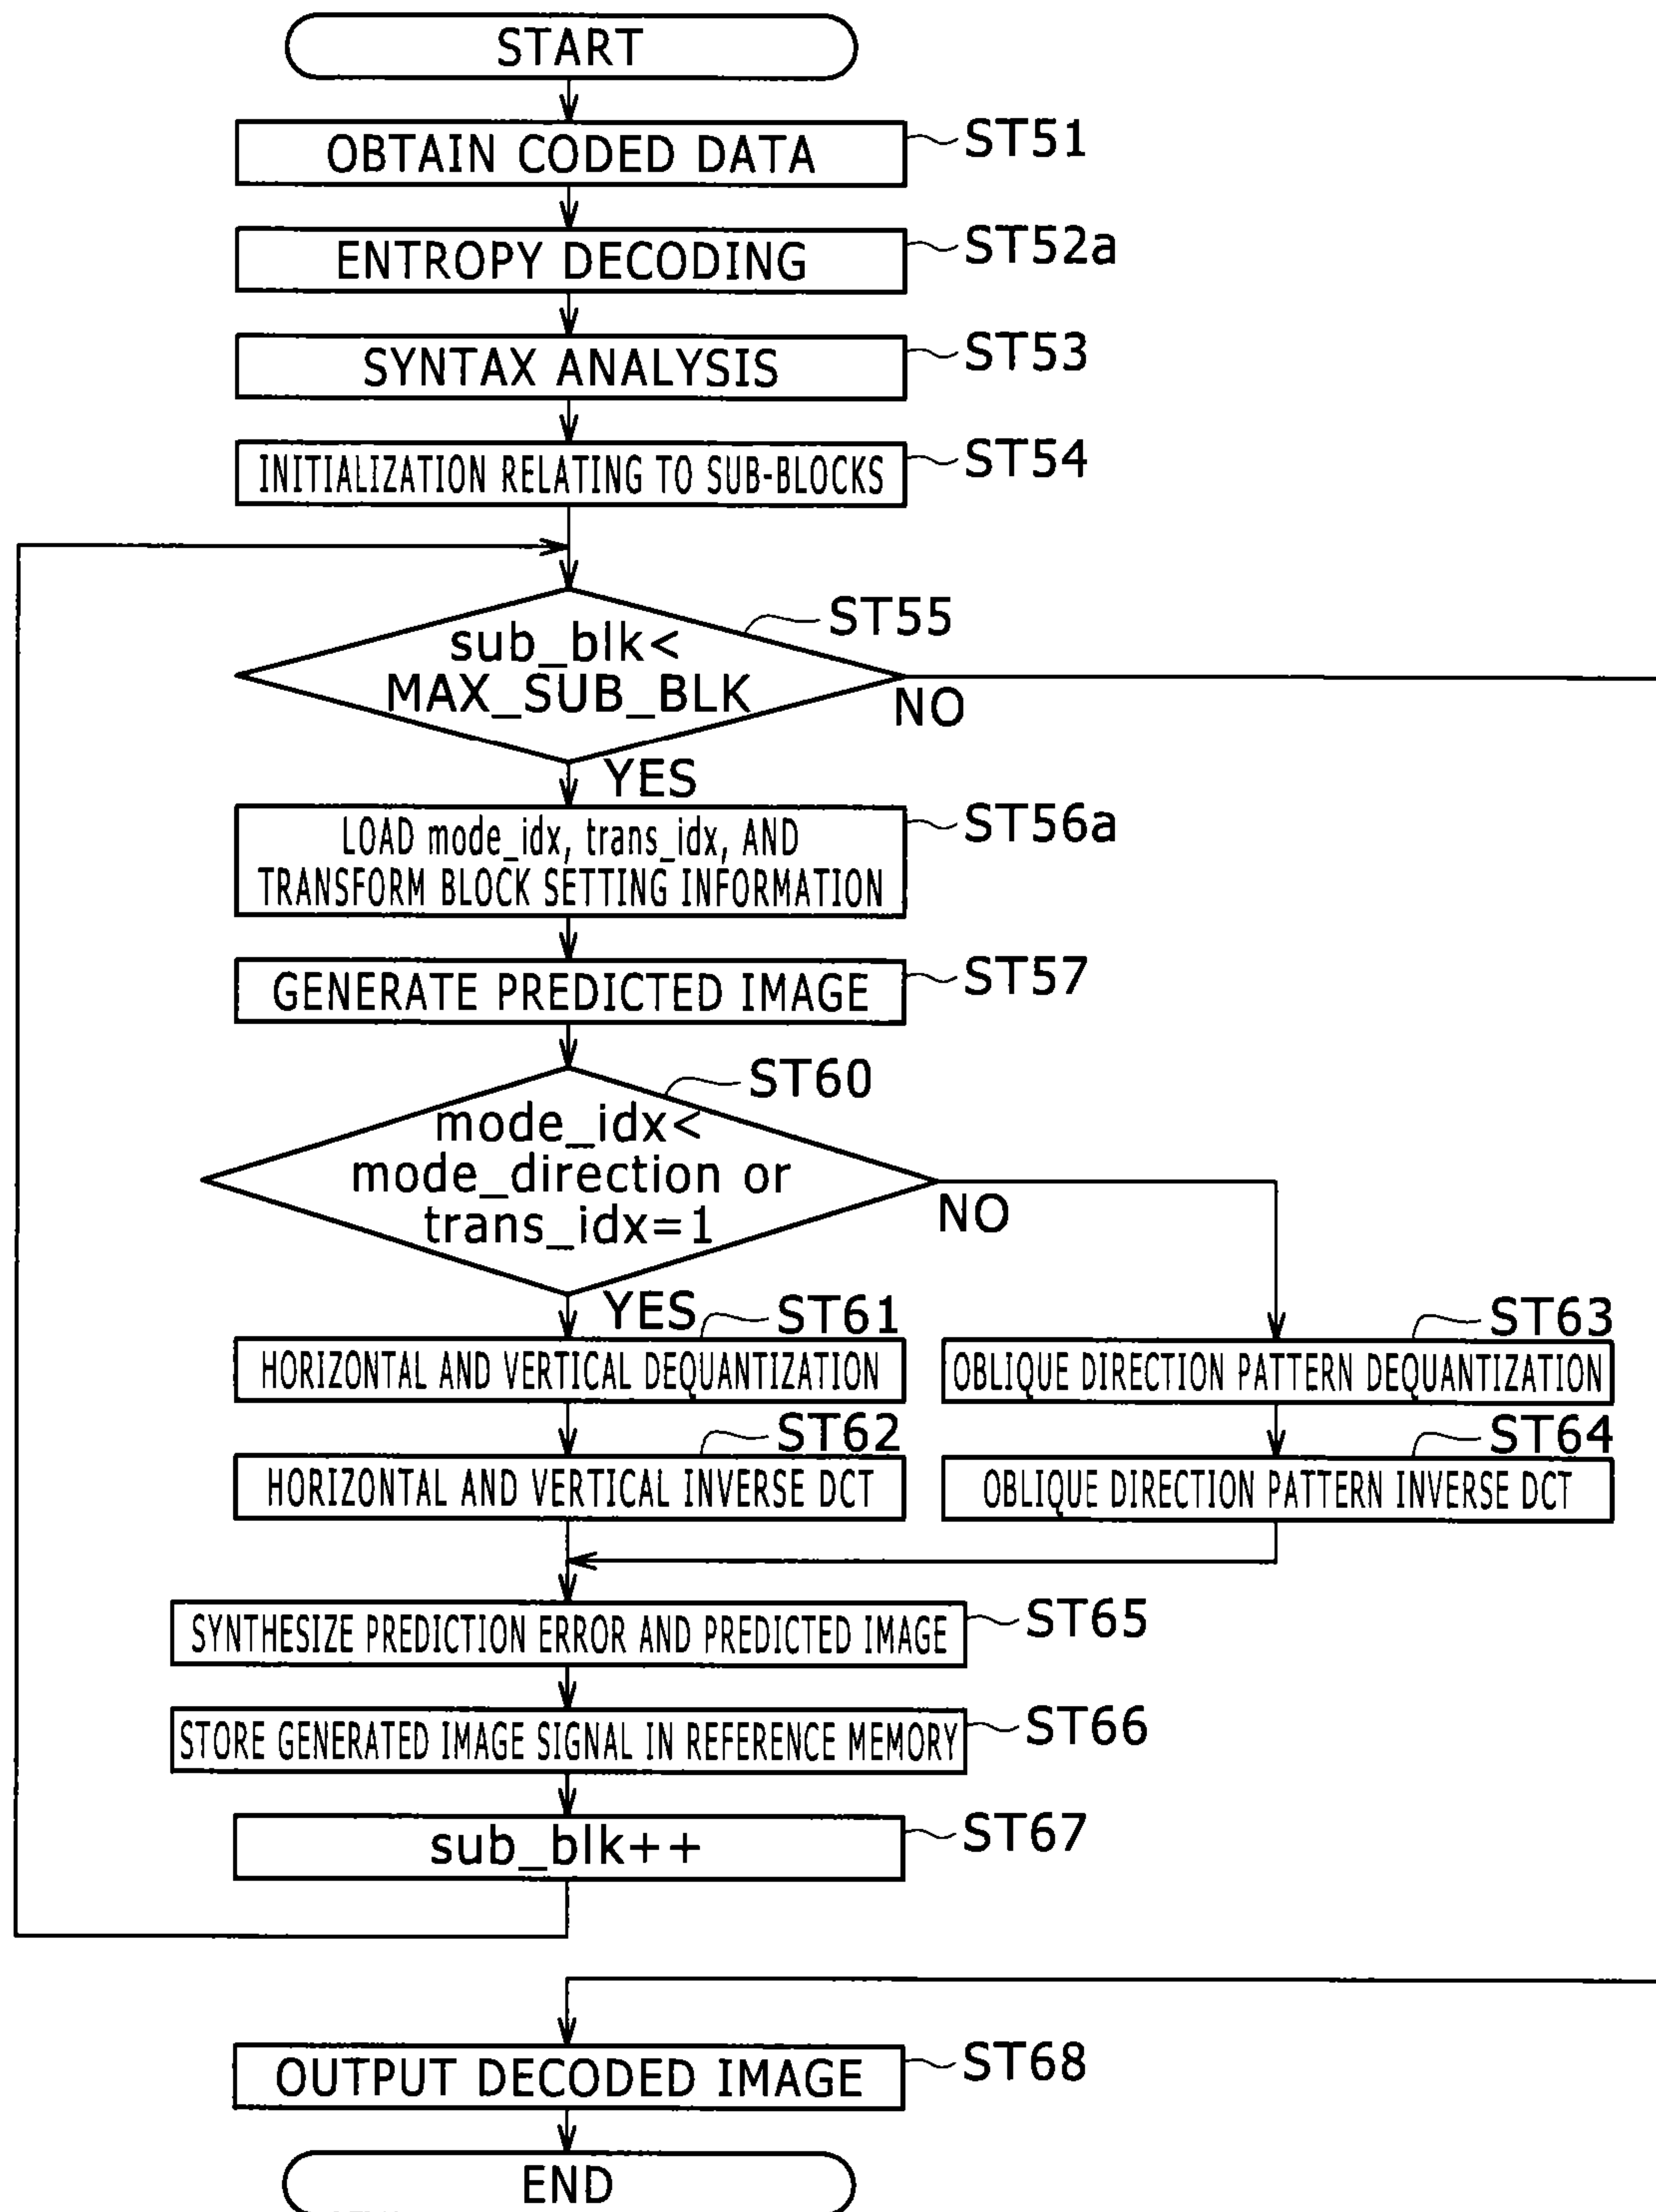 START
OBTAIN CODED DATA
ST51
ENTROPY DECODING
ST52a
SYNTAX ANALYSIS
ST53
INITIALIZATION RELATING TO SUB-BLOCKS
ST54
sub_blk<
MAX_SUB_BLK
ST55
NO
YES
LOAD mode_idx, trans_idx, AND
TRANSFORM BLOCK SETTING INFORMATION
ST56a
GENERATE PREDICTED IMAGE
ST57
mode_idx<
mode_direction or
trans_idx=1
ST60
NO
YES
ST61
HORIZONTAL AND VERTICAL DEQUANTIZATION
ST63
OBLIQUE DIRECTION PATTERN DEQUANTIZATION
ST62
HORIZONTAL AND VERTICAL INVERSE DCT
ST64
OBLIQUE DIRECTION PATTERN INVERSE DCT
SYNTHESIZE PREDICTION ERROR AND PREDICTED IMAGE
ST65
STORE GENERATED IMAGE SIGNAL IN REFERENCE MEMORY
ST66
sub_blk++
ST67
OUTPUT DECODED IMAGE
ST68
END